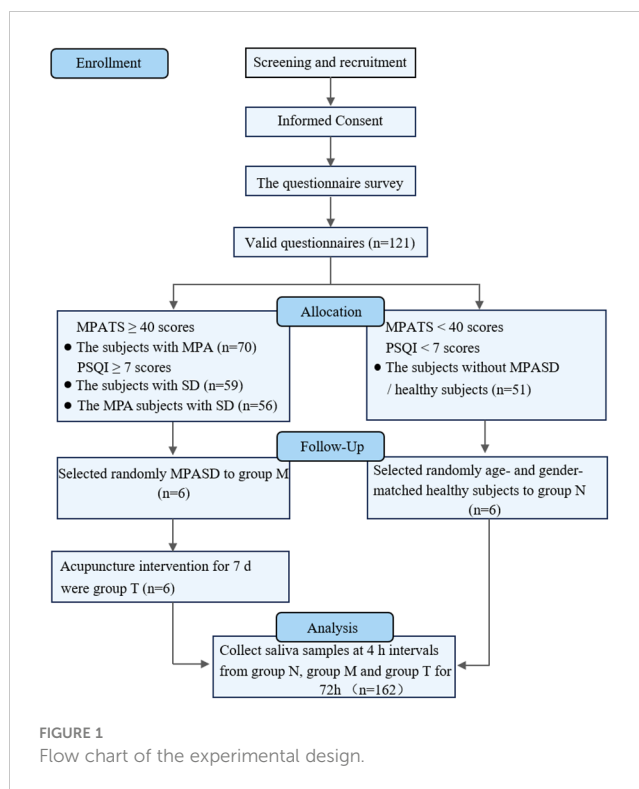 Enrollment
Screening and recruitment
Informed Consent
The questionnaire survey
Valid questionnaires (n=121)
Allocation
MPATS ≥ 40 scores
● The subjects with MPA (n=70)
PSQI ≥ 7 scores
● The subjects with SD (n=59)
● The MPA subjects with SD (n=56)
MPATS < 40 scores
PSQI < 7 scores
● The subjects without MPASD
/ healthy subjects (n=51)
Follow-Up
Selected randomly MPASD to group M
(n=6)
Selected randomly age- and gender-
matched healthy subjects to group N
(n=6)
Acupuncture intervention for 7 d
were group T (n=6)
Analysis
Collect saliva samples at 4 h intervals
from group N, group M and group T for
72h （n=162）
FIGURE 1
Flow chart of the experimental design.